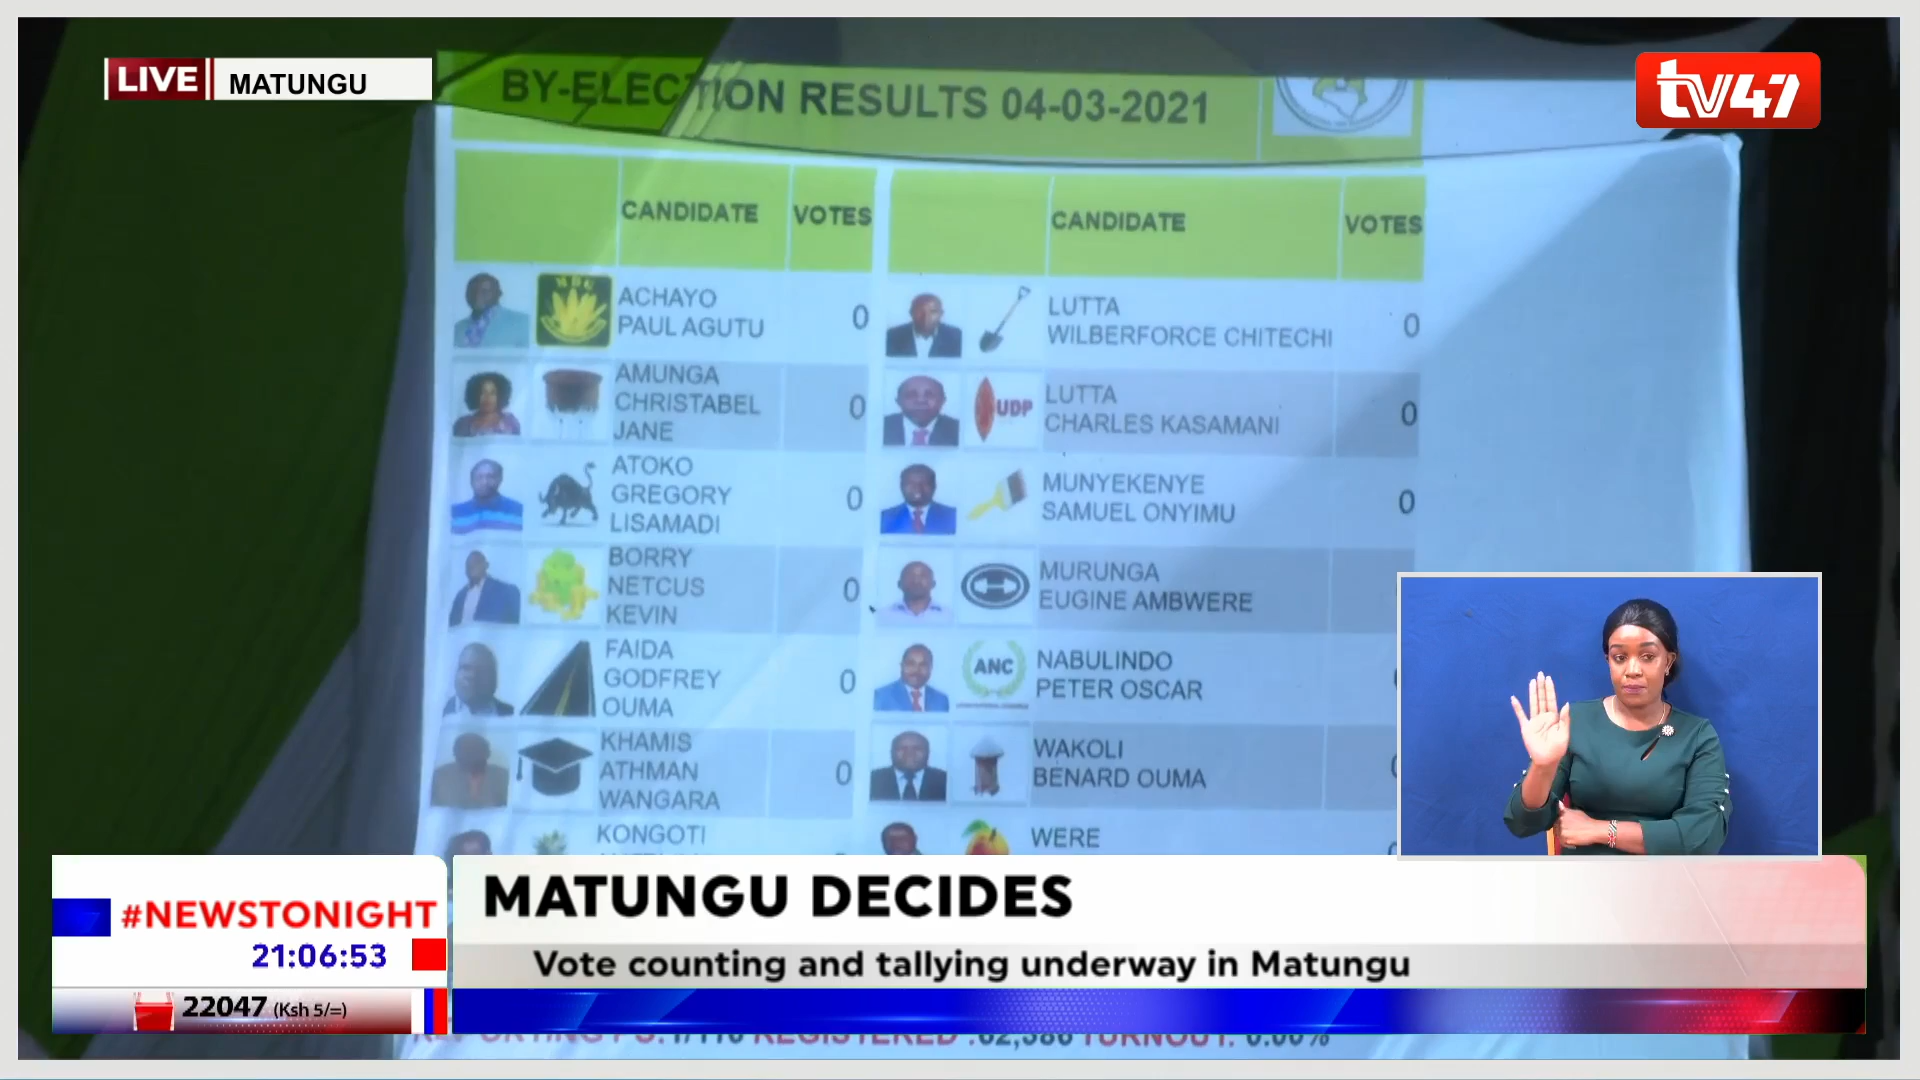 LIVE MATUNGU
tv47
BY-ELECTION RESULTS 04-03-2021
CANDIDATE VOTES CANDIDATE VOTES
ACHAYO
PAUL AGUTU 0
LUTTA
WILBERFORCE CHITECHI 0
AMUNGA
CHRISTABEL 0
JANE
UDP
LUTTA
CHARLES KASAMANI 0
ATOKO
GREGORY 0
LISAMADI
MUNYEKENYE
SAMUEL ONYIMU 0
BORRY
NETCUS 0
KEVIN
MURUNGA
EUGINE AMBWERE
FAIDA
GODFREY 0
OUMA
ANC
NABULINDO
PETER OSCAR
KHAMIS
ATHMAN 0
WANGARA
WAKOLI
BENARD OUMA
KONGOTI
WERE
#NEWSTONIGHT
21:06:53
22047 (Ksh 5/=)
MATUNGU DECIDES
Vote counting and tallying underway in Matungu